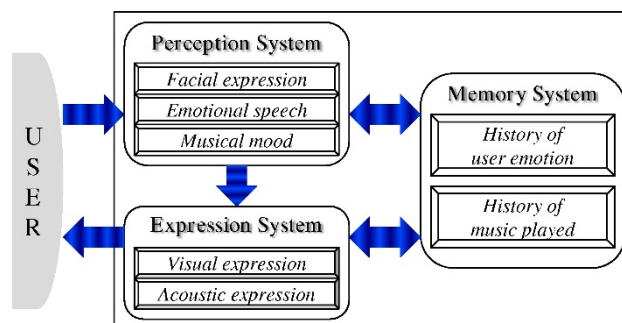 USER
Perception System
Facial expression
Emotional speech
Musical mood
Expression System
Visual expression
Acoustic expression
Memory System
History of
user emotion
History of
music played